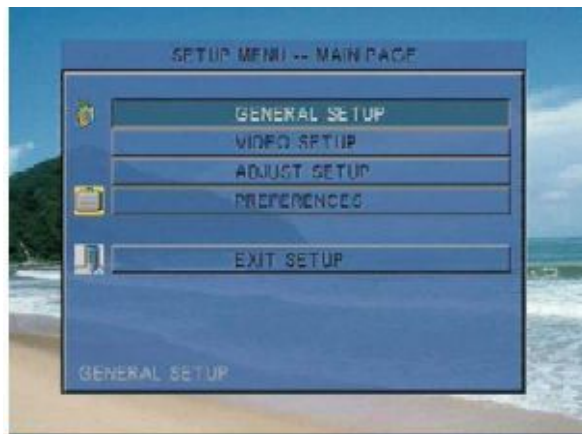 SETUP MENU -- MAIN PAGE
GENERAL SETUP
VIDEO SETUP
ADJUST SETUP
PREFERENCES
EXIT SETUP
GENERAL SETUP